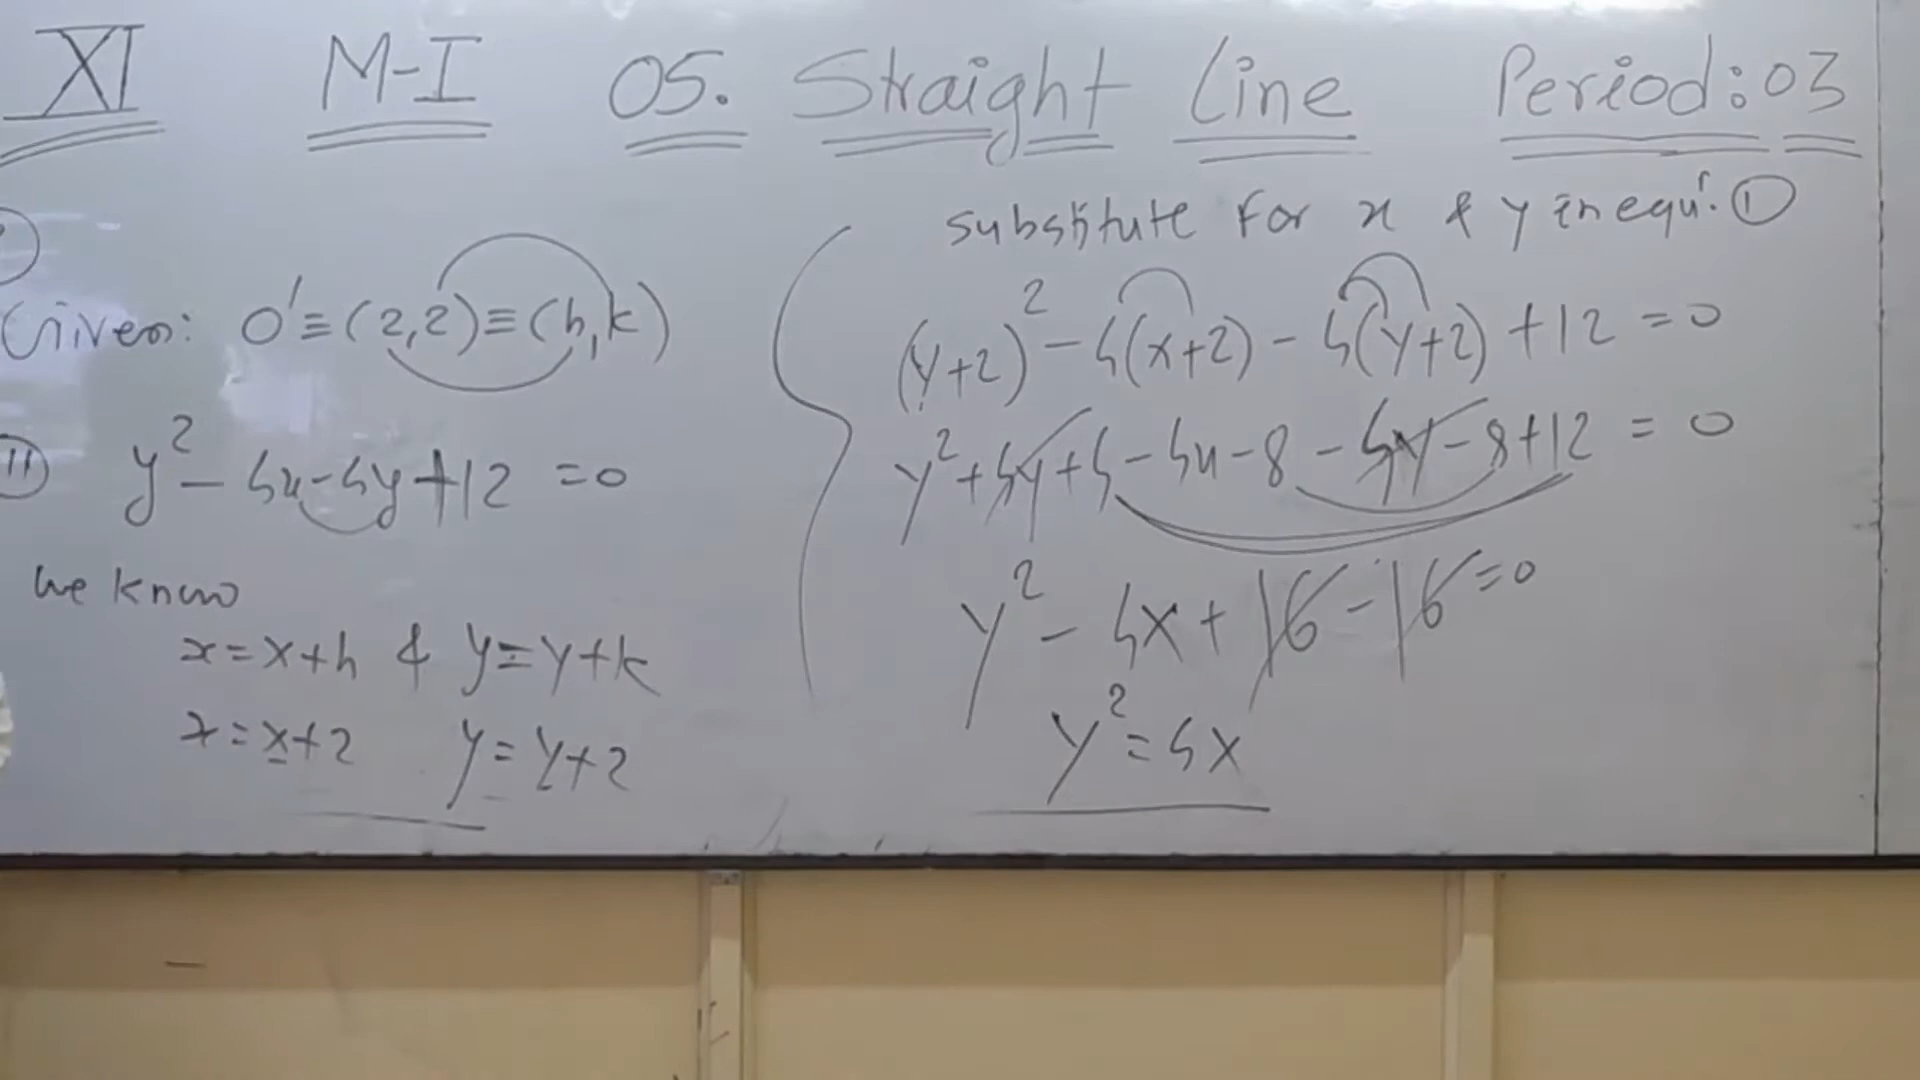 XI M-I 05. Straight Line Period: 03
Given: O' ≡ (2,2) ≡ (h,k)
II y² - 4x - 4y + 12 = 0
we know
x = X+h & y = Y+k
x = X+2 y = Y+2
substitute for x & y in equⁿ. ①
(Y+2)² - 4(X+2) - 4(Y+2) + 12 = 0
Y² + 4Y + 4 - 4x - 8 - 4Y - 8 + 12 = 0
Y² - 4X + 16 - 16 = 0
Y² = 4X